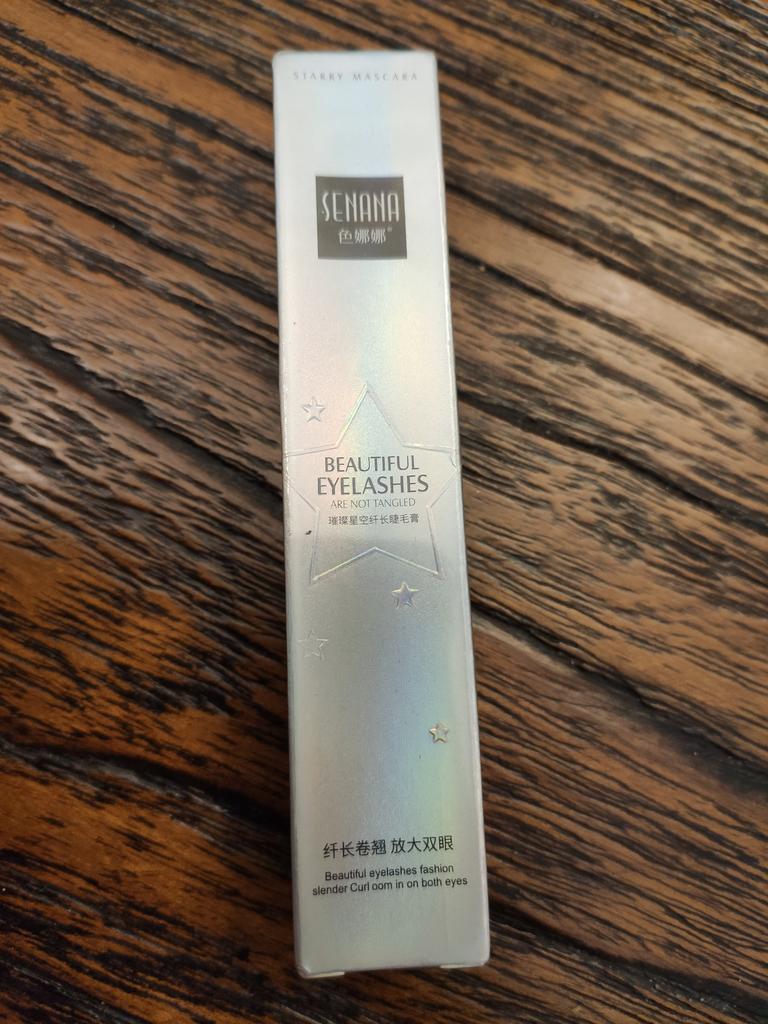 STARRY MASCARA
SENANA
色娜娜®
BEAUTIFUL
EYELASHES
ARE NOT TANGLED
璀璨星空纤长睫毛膏
纤长卷翘 放大双眼
Beautiful eyelashes fashion
slender Curl oom in on both eyes